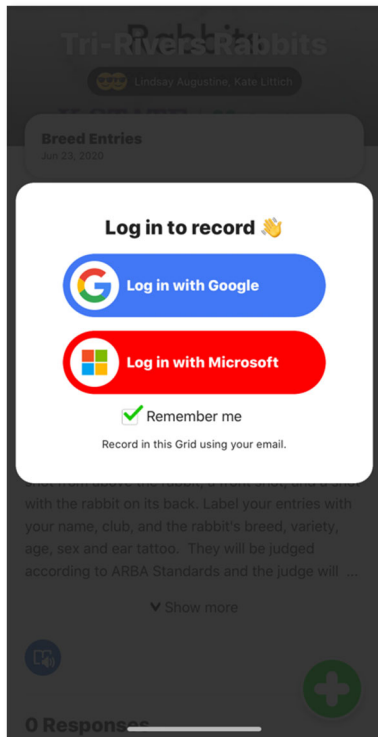 Tri-Rivers Rabbits
Rabbits
Lindsay Augustine, Kate Littich
Breed Entries
Jun 23, 2020
Log in to record 👋
Log in with Google
Log in with Microsoft
Remember me
Record in this Grid using your email.
with the rabbit on its back. Label your entries with
your name, club, and the rabbit's breed, variety,
age, sex and ear tattoo. They will be judged
according to ARBA Standards and the judge will ...
Show more
0 Responses